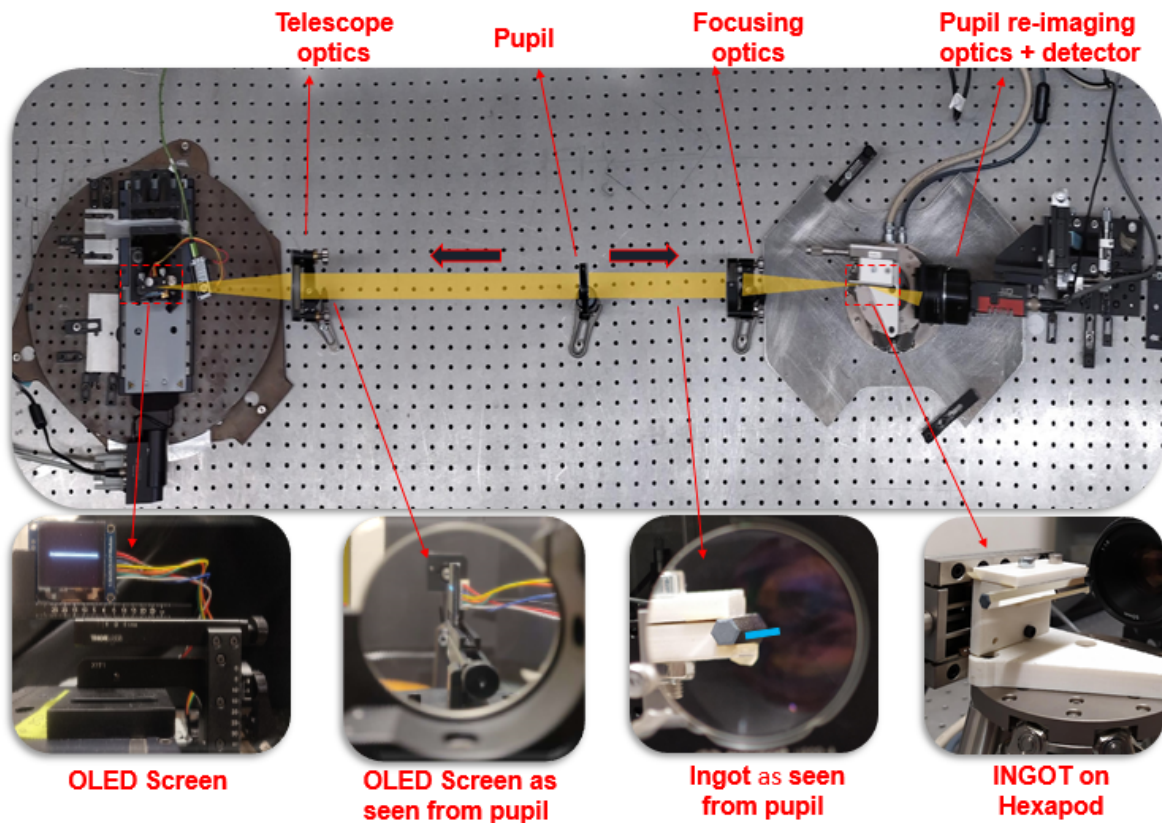 Telescope
optics
Pupil
Focusing
optics
Pupil re-imaging
optics + detector
OLED Screen
OLED Screen as
seen from pupil
Ingot as seen
from pupil
INGOT on
Hexapod